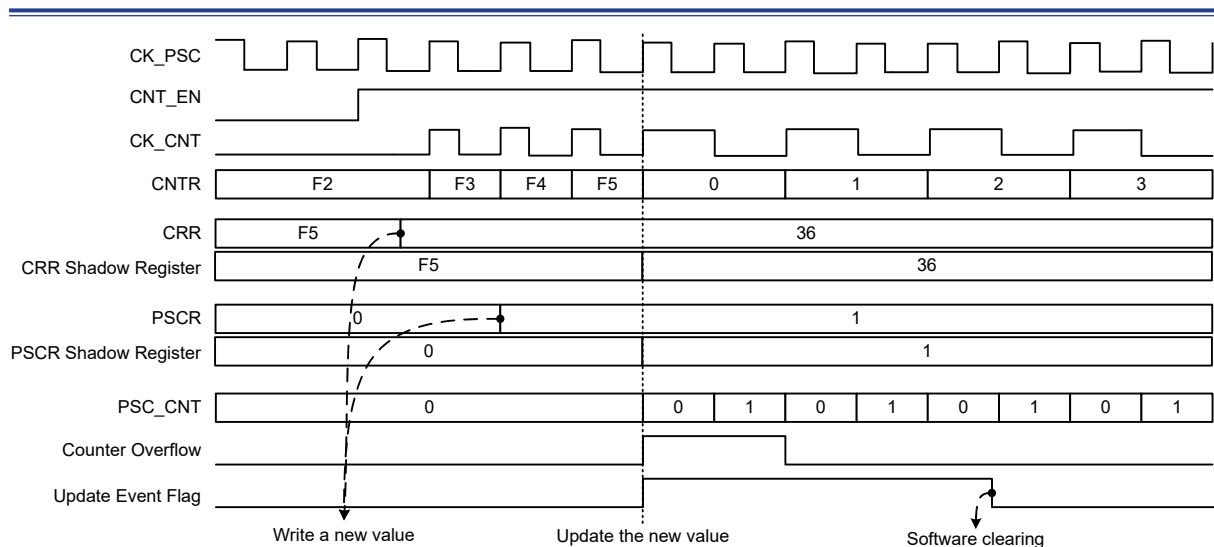 CK_PSC
CNT_EN
CK_CNT
CNTR F2 F3 F4 F5 0 1 2 3
CRR F5 36
CRR Shadow Register F5 36
PSCR 0 1
PSCR Shadow Register 0 1
PSC_CNT 0 0 1 0 1 0 1 0 1
Counter Overflow
Update Event Flag
Write a new value Update the new value Software clearing